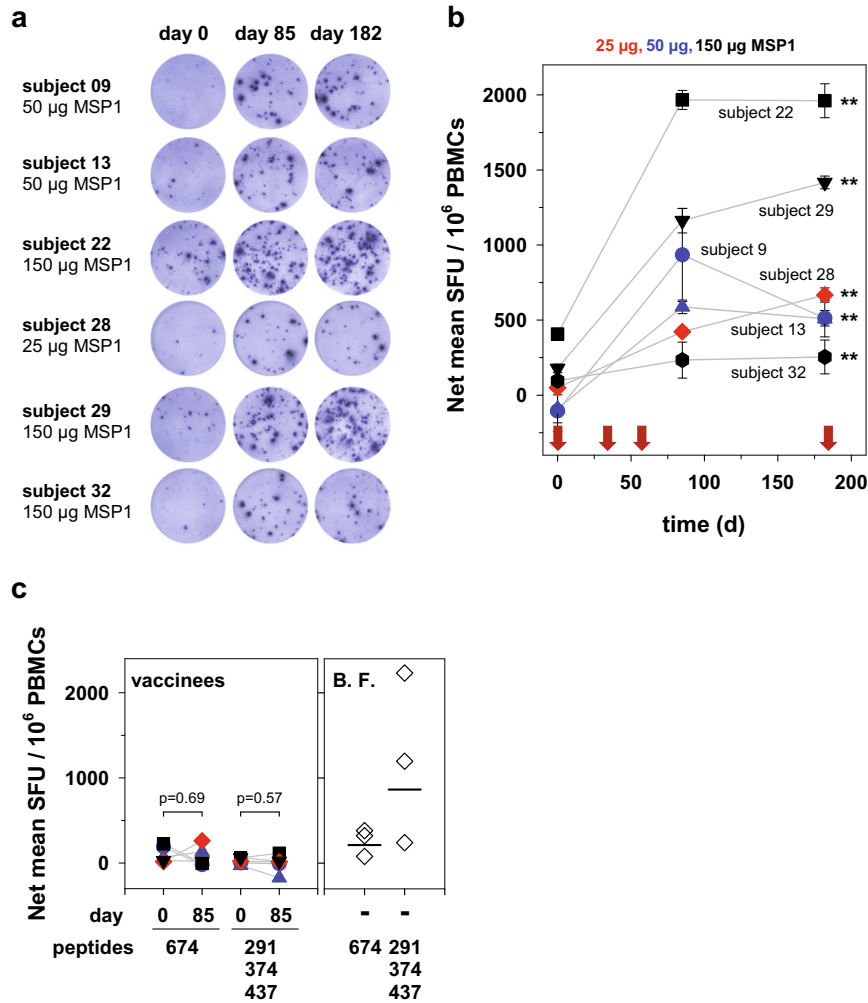 a
day 0 day 85 day 182
subject 09
50 µg MSP1
subject 13
50 µg MSP1
subject 22
150 µg MSP1
subject 28
25 µg MSP1
subject 29
150 µg MSP1
subject 32
150 µg MSP1
b
25 µg, 50 µg, 150 µg MSP1
Net mean SFU / 10⁶ PBMCs
2000
1500
1000
500
0
subject 22 **
subject 29 **
subject 9
subject 28 **
subject 13 **
subject 32 **
0 50 100 150 200
time (d)
c
Net mean SFU / 10⁶ PBMCs
2000
1000
0
vaccinees B. F.
p=0.69 p=0.57
day 0 85 0 85 - -
peptides 674 291 674 291
374 374
437 437